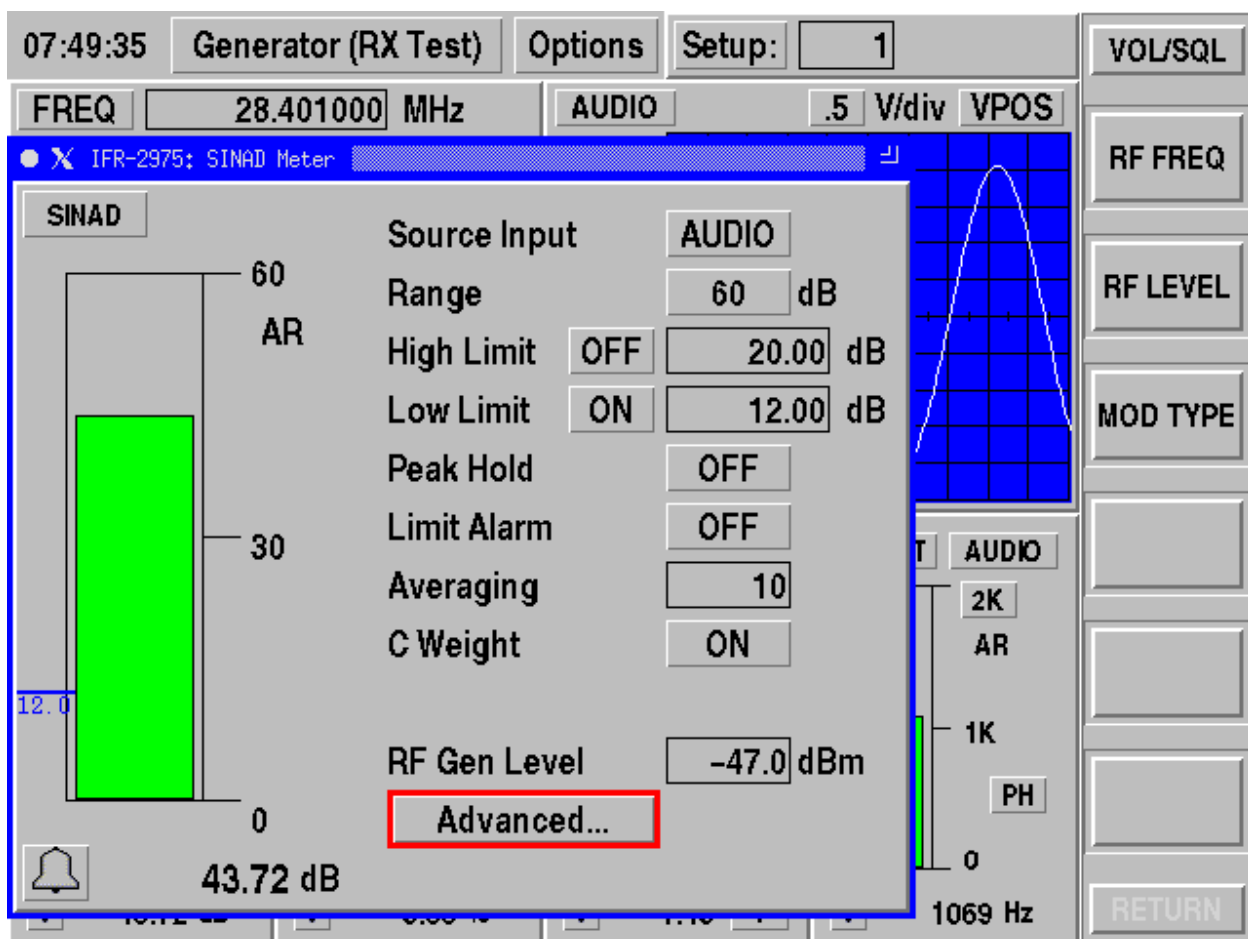 07:49:35 Generator (RX Test) Options Setup: 1 VOL/SQL
FREQ 28.401000 MHz AUDIO .5 V/div VPOS
IFR-2975: SINAD Meter
RF FREQ
SINAD
Source Input AUDIO
60
Range 60 dB
RF LEVEL
AR
High Limit OFF 20.00 dB
Low Limit ON 12.00 dB
MOD TYPE
Peak Hold OFF
Limit Alarm OFF
30
AUDIO
Averaging 10
2K
C Weight ON
AR
12.0
1K
RF Gen Level -47.0 dBm
PH
Advanced...
0
0
43.72 dB
1069 Hz
RETURN